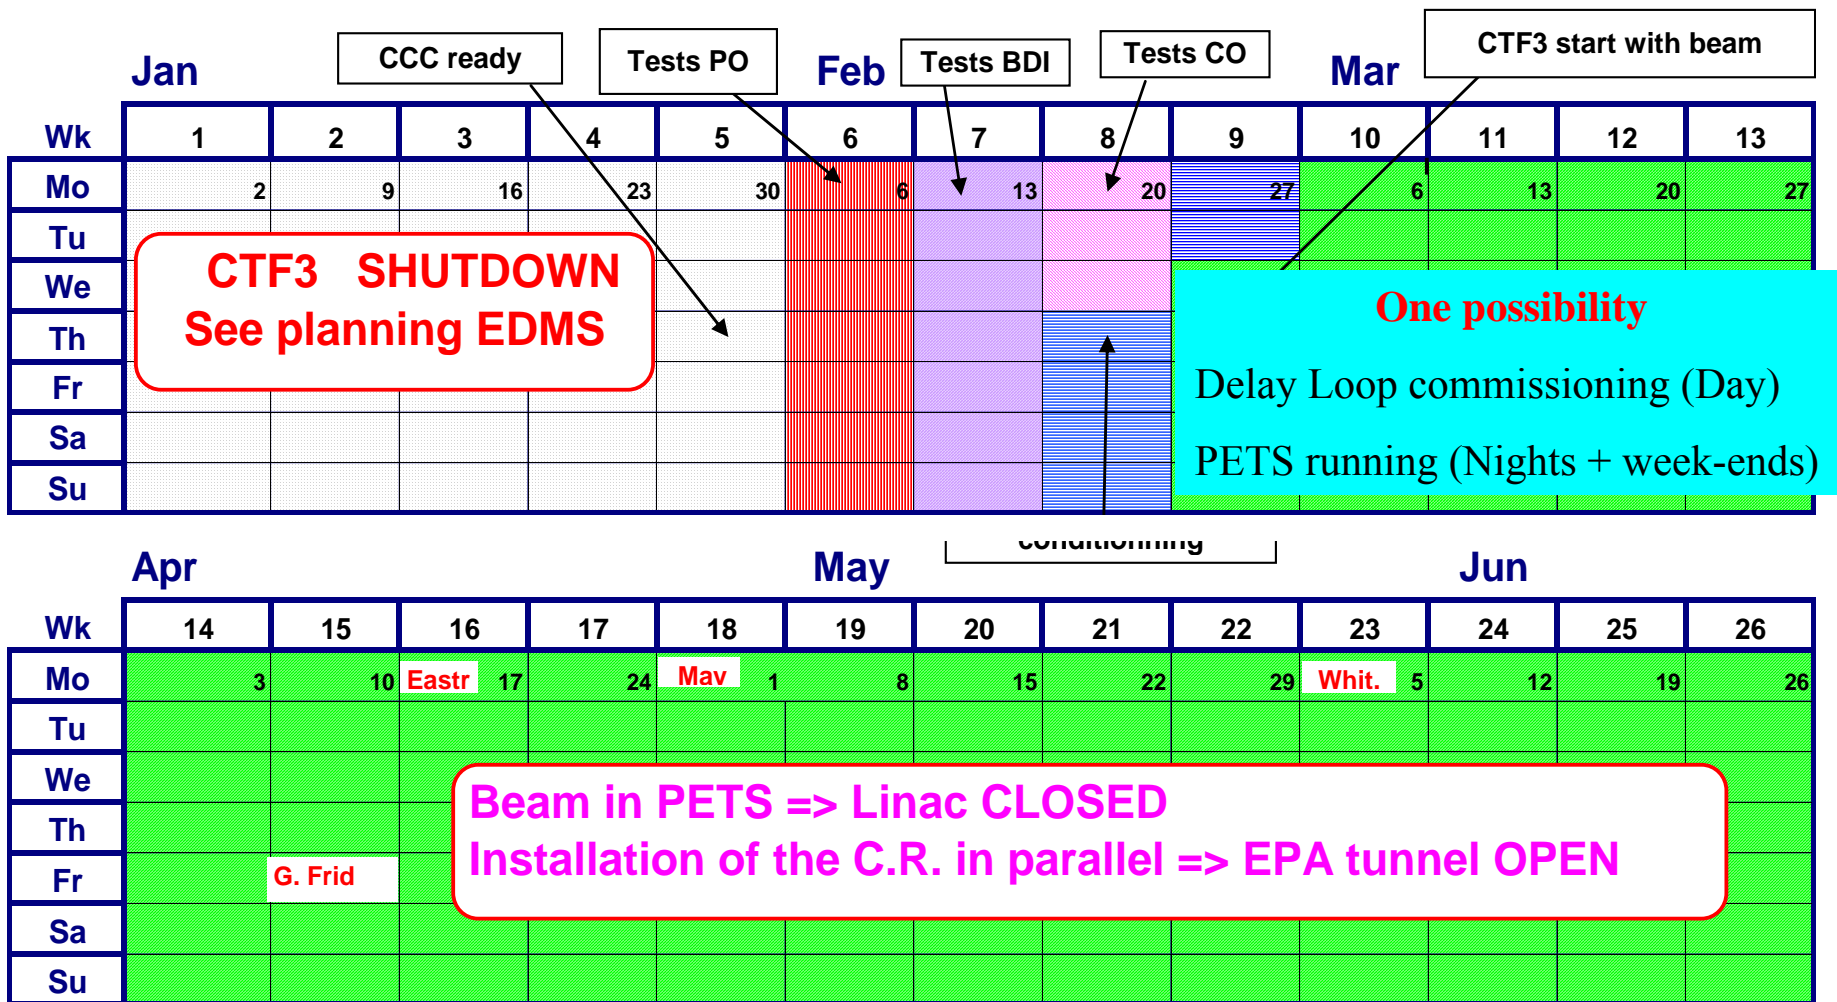 CCC ready
Tests PO
Tests BDI
Tests CO
CTF3 start with beam
Jan Feb Mar
Wk 1 2 3 4 5 6 7 8 9 10 11 12 13
Mo 2 9 16 23 30 6 13 20 27 6 13 20 27
Tu
We
Th
Fr
Sa
Su
CTF3 SHUTDOWN
See planning EDMS
One possibility
Delay Loop commissioning (Day)
PETS running (Nights + week-ends)
conditionning
Apr May Jun
Wk 14 15 16 17 18 19 20 21 22 23 24 25 26
Mo 3 10 Eastr 17 24 May 1 8 15 22 29 Whit. 5 12 19 26
Tu
We
Th
Fr G. Frid
Sa
Su
Beam in PETS => Linac CLOSED
Installation of the C.R. in parallel => EPA tunnel OPEN